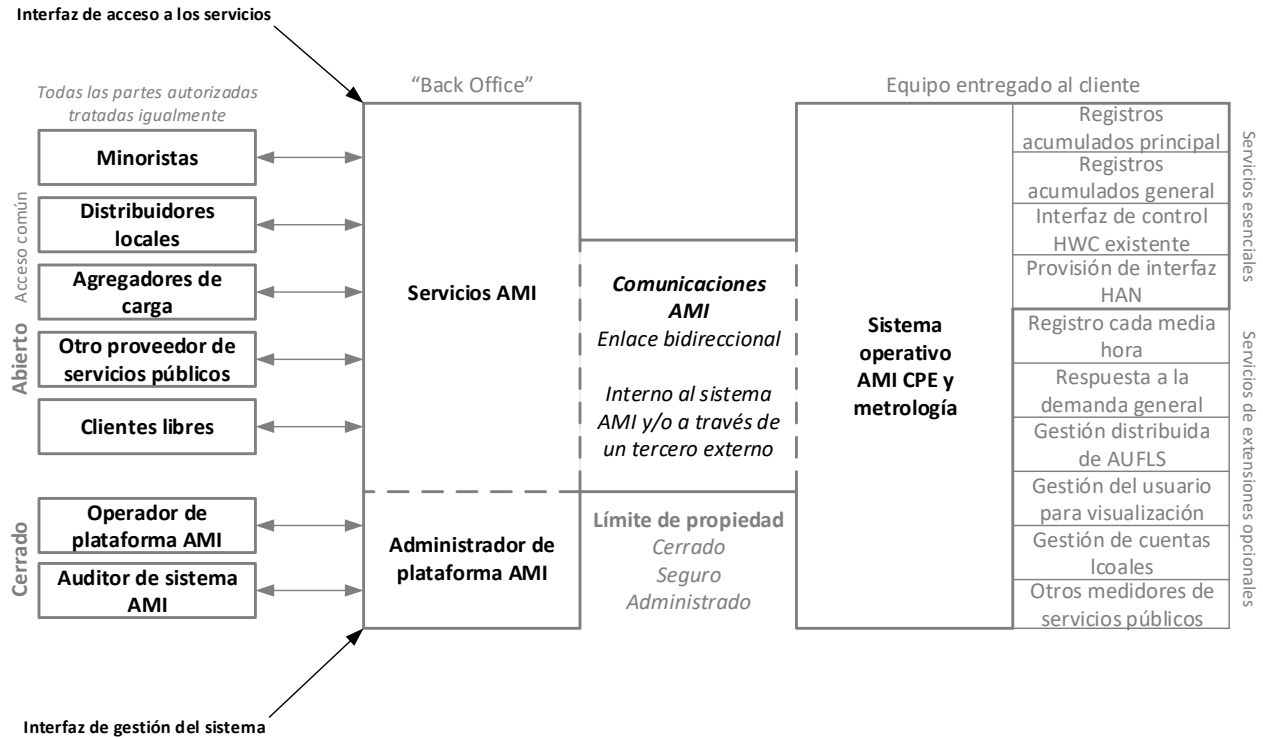 Interfaz de acceso a los servicios
Todas las partes autorizadas
tratadas igualmente
"Back Office"
Equipo entregado al cliente
Abierto
Acceso común
Minoristas
Distribuidores
locales
Agregadores de
carga
Otro proveedor de
servicios públicos
Clientes libres
Cerrado
Operador de
plataforma AMI
Auditor de sistema
AMI
Servicios AMI
Administrador de
plataforma AMI
Comunicaciones
AMI
Enlace bidireccional
Interno al sistema
AMI y/o a través de
un tercero externo
Límite de propiedad
Cerrado
Seguro
Administrado
Sistema
operativo
AMI CPE y
metrología
Registros
acumulados principal
Registros
acumulados general
Interfaz de control
HWC existente
Provisión de interfaz
HAN
Registro cada media
hora
Respuesta a la
demanda general
Gestión distribuida
de AUFLS
Gestión del usuario
para visualización
Gestión de cuentas
lcoales
Otros medidores de
servicios públicos
Servicios esenciales
Servicios de extensiones opcionales
Interfaz de gestión del sistema